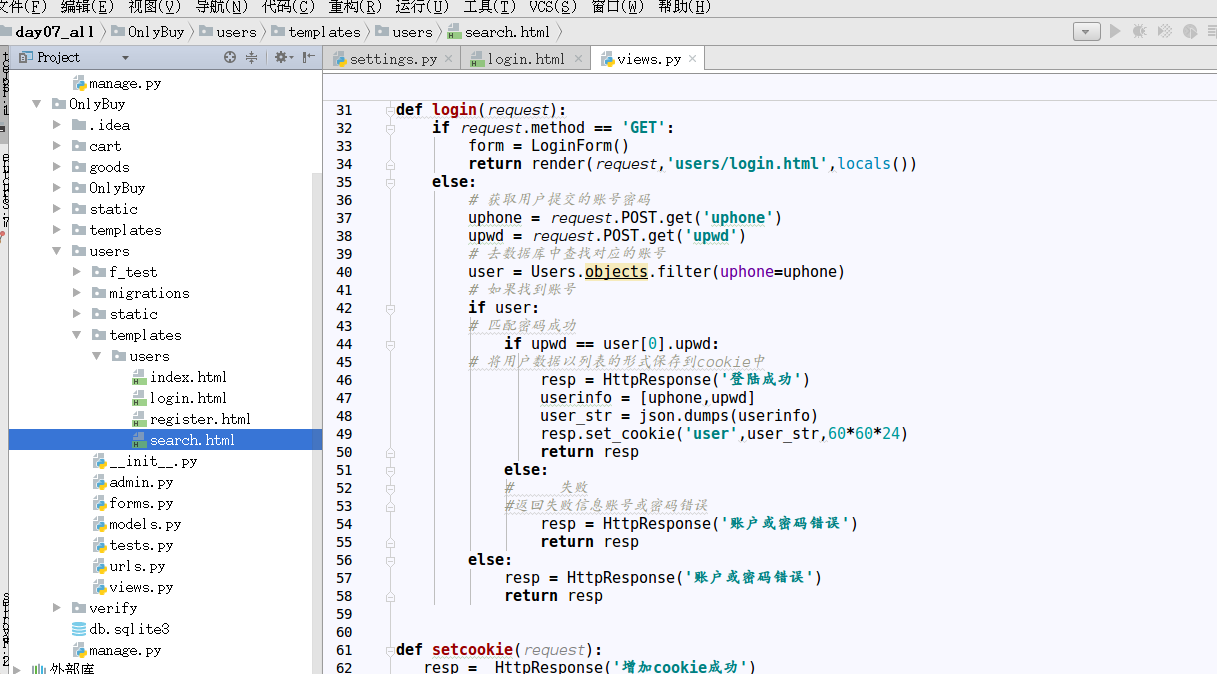 文件(F) 编辑(E) 视图(V) 导航(N) 代码(C) 重构(R) 运行(U) 工具(T) VCS(S) 窗口(W) 帮助(H)
day07_all OnlyBuy users templates users search.html
Project
settings.py login.html views.py
manage.py
OnlyBuy
.idea
cart
goods
OnlyBuy
static
templates
users
f_test
migrations
static
templates
users
index.html
login.html
register.html
search.html
__init__.py
admin.py
forms.py
models.py
tests.py
urls.py
views.py
verify
db.sqlite3
manage.py
外部库
31 def login(request):
32 if request.method == 'GET':
33 form = LoginForm()
34 return render(request,'users/login.html',locals())
35 else:
36 # 获取用户提交的账号密码
37 uphone = request.POST.get('uphone')
38 upwd = request.POST.get('upwd')
39 # 去数据库中查找对应的账号
40 user = Users.objects.filter(uphone=uphone)
41 # 如果找到账号
42 if user:
43 # 匹配密码成功
44 if upwd == user[0].upwd:
45 # 将用户数据以列表的形式保存到cookie中
46 resp = HttpResponse('登陆成功')
47 userinfo = [uphone,upwd]
48 user_str = json.dumps(userinfo)
49 resp.set_cookie('user',user_str,60*60*24)
50 return resp
51 else:
52 # 失败
53 #返回失败信息账号或密码错误
54 resp = HttpResponse('账户或密码错误')
55 return resp
56 else:
57 resp = HttpResponse('账户或密码错误')
58 return resp
59
60
61 def setcookie(request):
62 resp = HttpResponse('增加cookie成功')